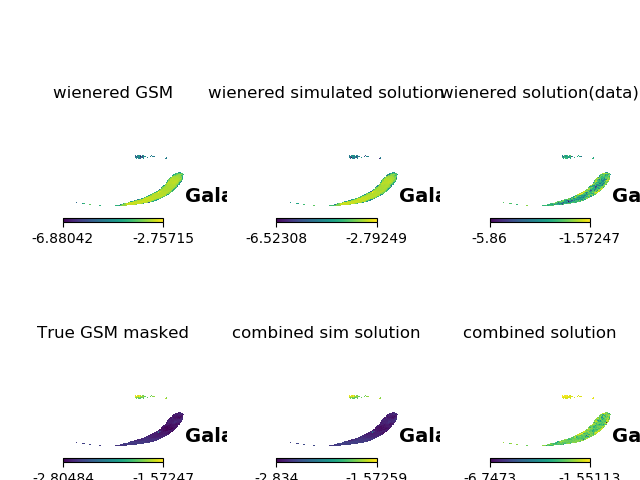 wienered GSM wienered simulated solution wienered solution(data)
Gala Gala Ga
-6.88042 -2.75715 -6.52308 -2.79249 -5.86 -1.57247
True GSM masked combined sim solution combined solution
Gala Gala Ga
-2.80484 -1.57247 -2.834 -1.57259 -6.7473 -1.55113